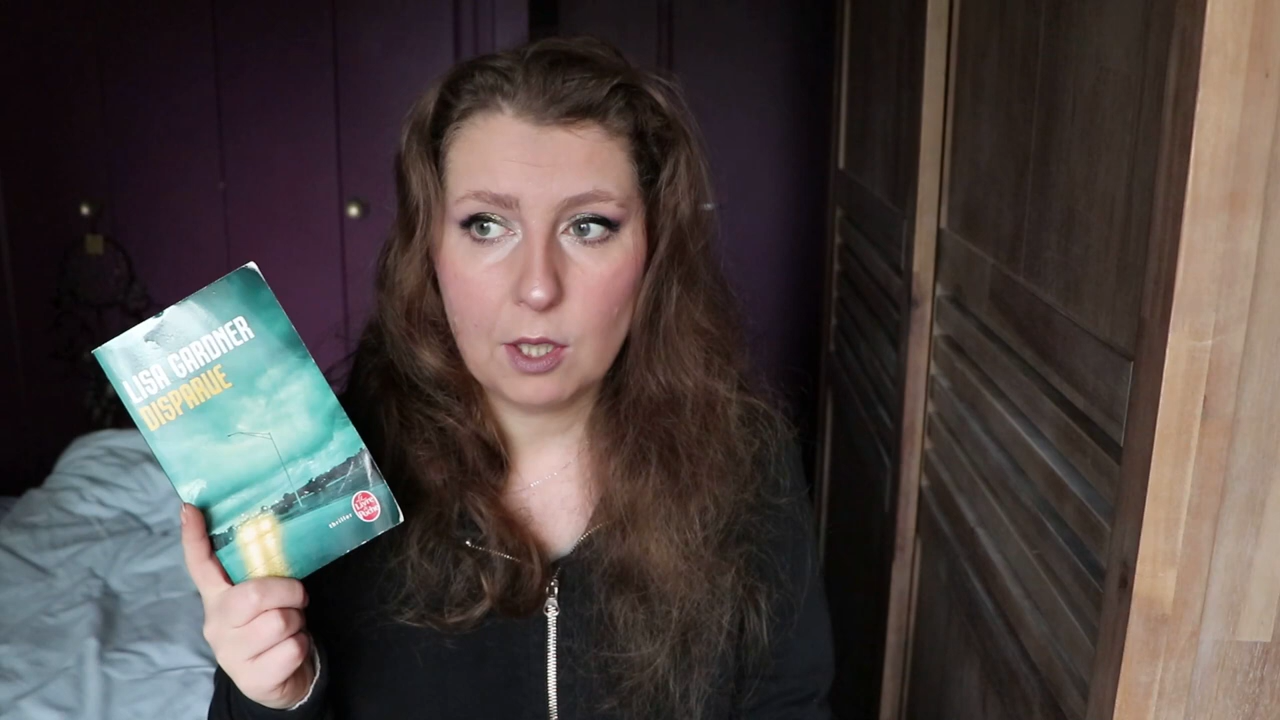 LISA GARDNER
DISPARUE
thriller
Le
Livre
de
Poche